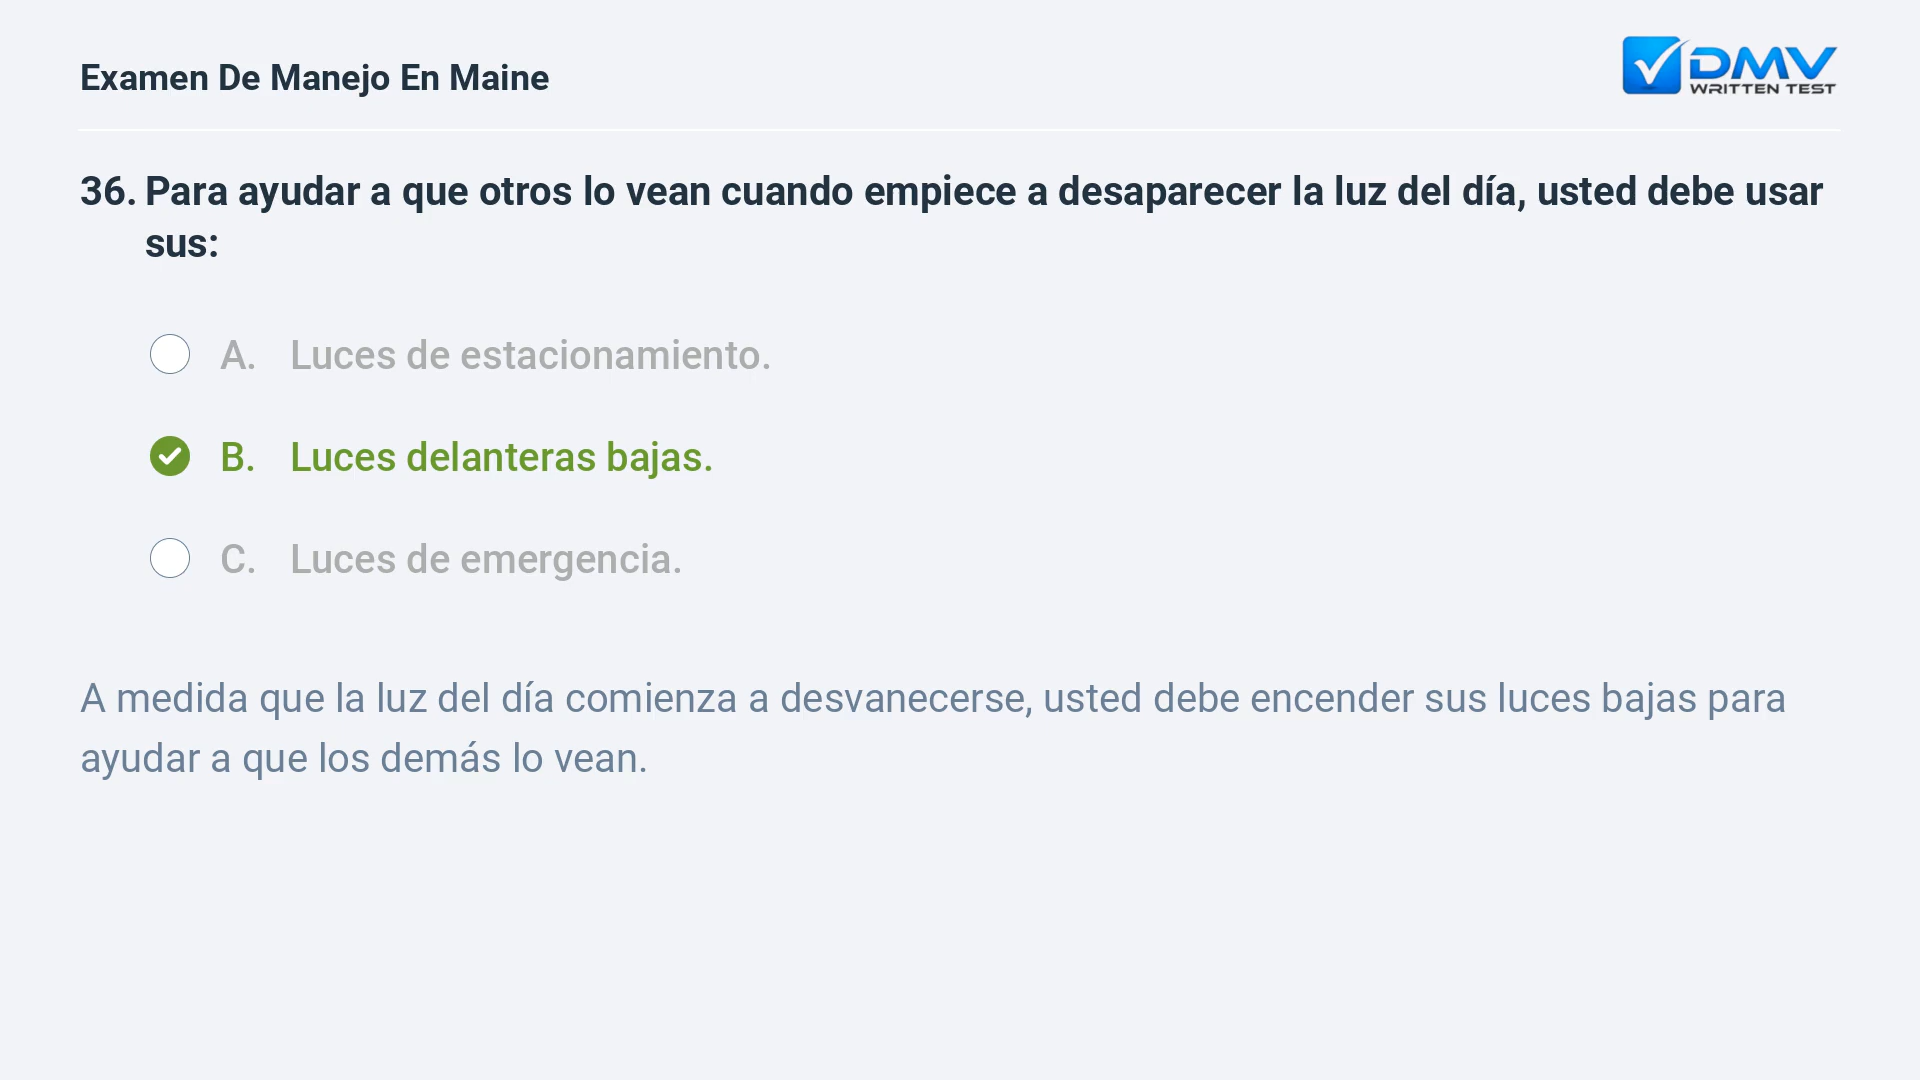 Examen De Manejo En Maine
DMV
WRITTEN TEST
36. Para ayudar a que otros lo vean cuando empiece a desaparecer la luz del día, usted debe usar
sus:
A. Luces de estacionamiento.
B. Luces delanteras bajas.
C. Luces de emergencia.
A medida que la luz del día comienza a desvanecerse, usted debe encender sus luces bajas para
ayudar a que los demás lo vean.